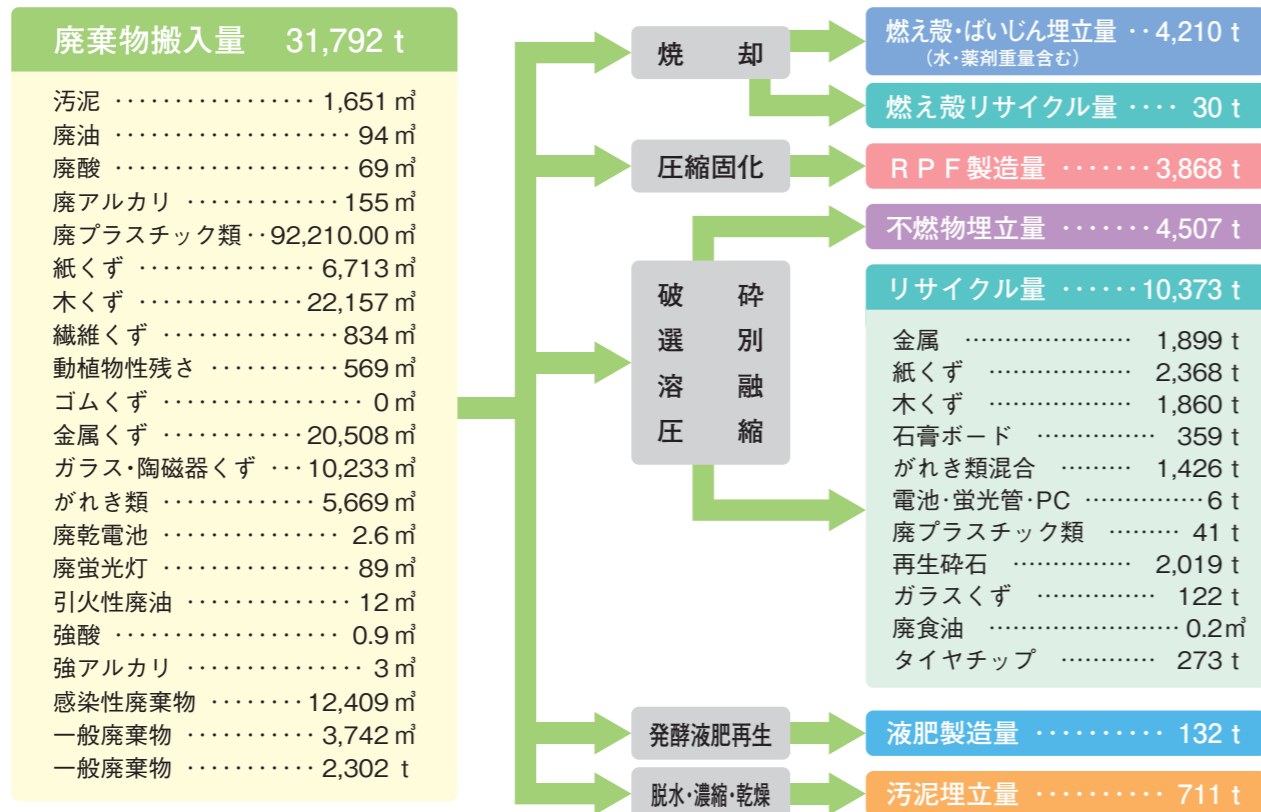 廃棄物搬入量 31,792 t
汚泥 ・・・・・・・・・・・・・・・・・ 1,651 ㎥
廃油 ・・・・・・・・・・・・・・・・・・・・ 94 ㎥
廃酸 ・・・・・・・・・・・・・・・・・・・・ 69 ㎥
廃アルカリ ・・・・・・・・・・・・・ 155 ㎥
廃プラスチック類 ・・ 92,210.00 ㎥
紙くず ・・・・・・・・・・・・・・・ 6,713 ㎥
木くず ・・・・・・・・・・・・・・ 22,157 ㎥
繊維くず ・・・・・・・・・・・・・・・ 834 ㎥
動植物性残さ ・・・・・・・・・・・ 569 ㎥
ゴムくず ・・・・・・・・・・・・・・・・・ 0 ㎥
金属くず ・・・・・・・・・・・・ 20,508 ㎥
ガラス・陶磁器くず ・・・ 10,233 ㎥
がれき類 ・・・・・・・・・・・・・ 5,669 ㎥
廃乾電池 ・・・・・・・・・・・・・・・ 2.6 ㎥
廃蛍光灯 ・・・・・・・・・・・・・・・・ 89 ㎥
引火性廃油 ・・・・・・・・・・・・・・ 12 ㎥
強酸 ・・・・・・・・・・・・・・・・・・・ 0.9 ㎥
強アルカリ ・・・・・・・・・・・・・・・ 3 ㎥
感染性廃棄物 ・・・・・・・・ 12,409 ㎥
一般廃棄物 ・・・・・・・・・・・ 3,742 ㎥
一般廃棄物 ・・・・・・・・・・・ 2,302 t
焼 却
燃え殻・ばいじん埋立量 ・・ 4,210 t
（水・薬剤重量含む）
燃え殻リサイクル量 ・・・・ 30 t
圧縮固化
RPF製造量 ・・・・・・・ 3,868 t
破 砕
選 別
溶 融
圧 縮
不燃物埋立量 ・・・・・・・ 4,507 t
リサイクル量 ・・・・・・ 10,373 t
金属 ………………… 1,899 t
紙くず ……………… 2,368 t
木くず ……………… 1,860 t
石膏ボード …………… 359 t
がれき類混合 ……… 1,426 t
電池・蛍光管・PC ………… 6 t
廃プラスチック類 ……… 41 t
再生砕石 …………… 2,019 t
ガラスくず …………… 122 t
廃食油 …………………… 0.2㎥
タイヤチップ ………… 273 t
発酵液肥再生
液肥製造量 ・・・・・・・・・・ 132 t
脱水・濃縮・乾燥
汚泥埋立量 ・・・・・・・・・・ 711 t